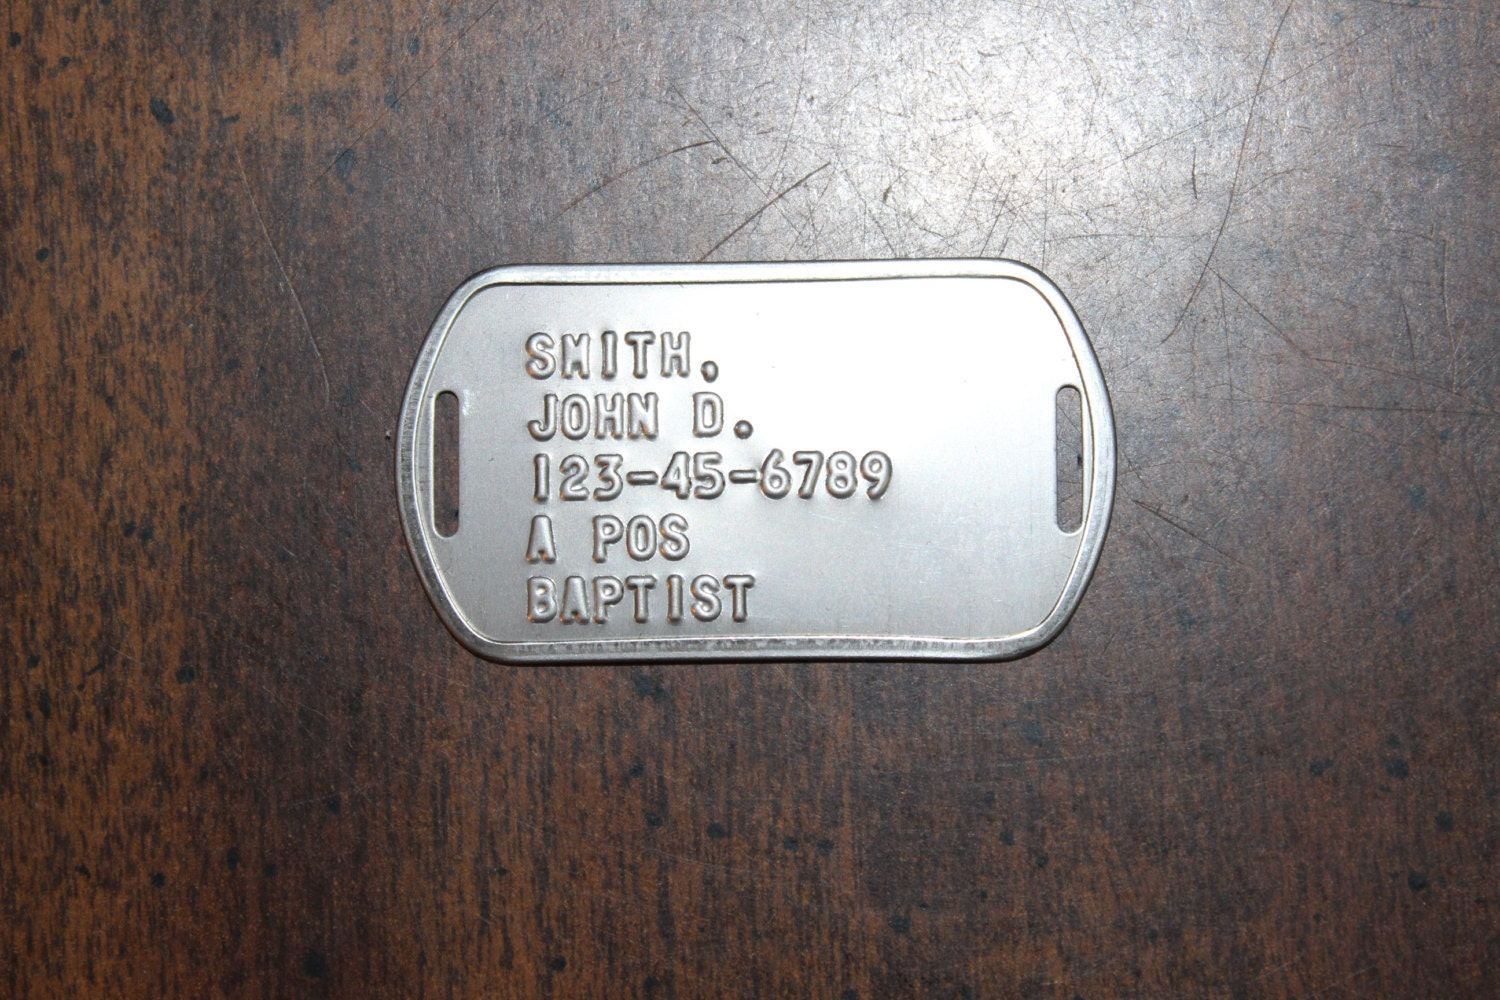 SMITH,
JOHN D.
123-45-6789
A POS
BAPTIST